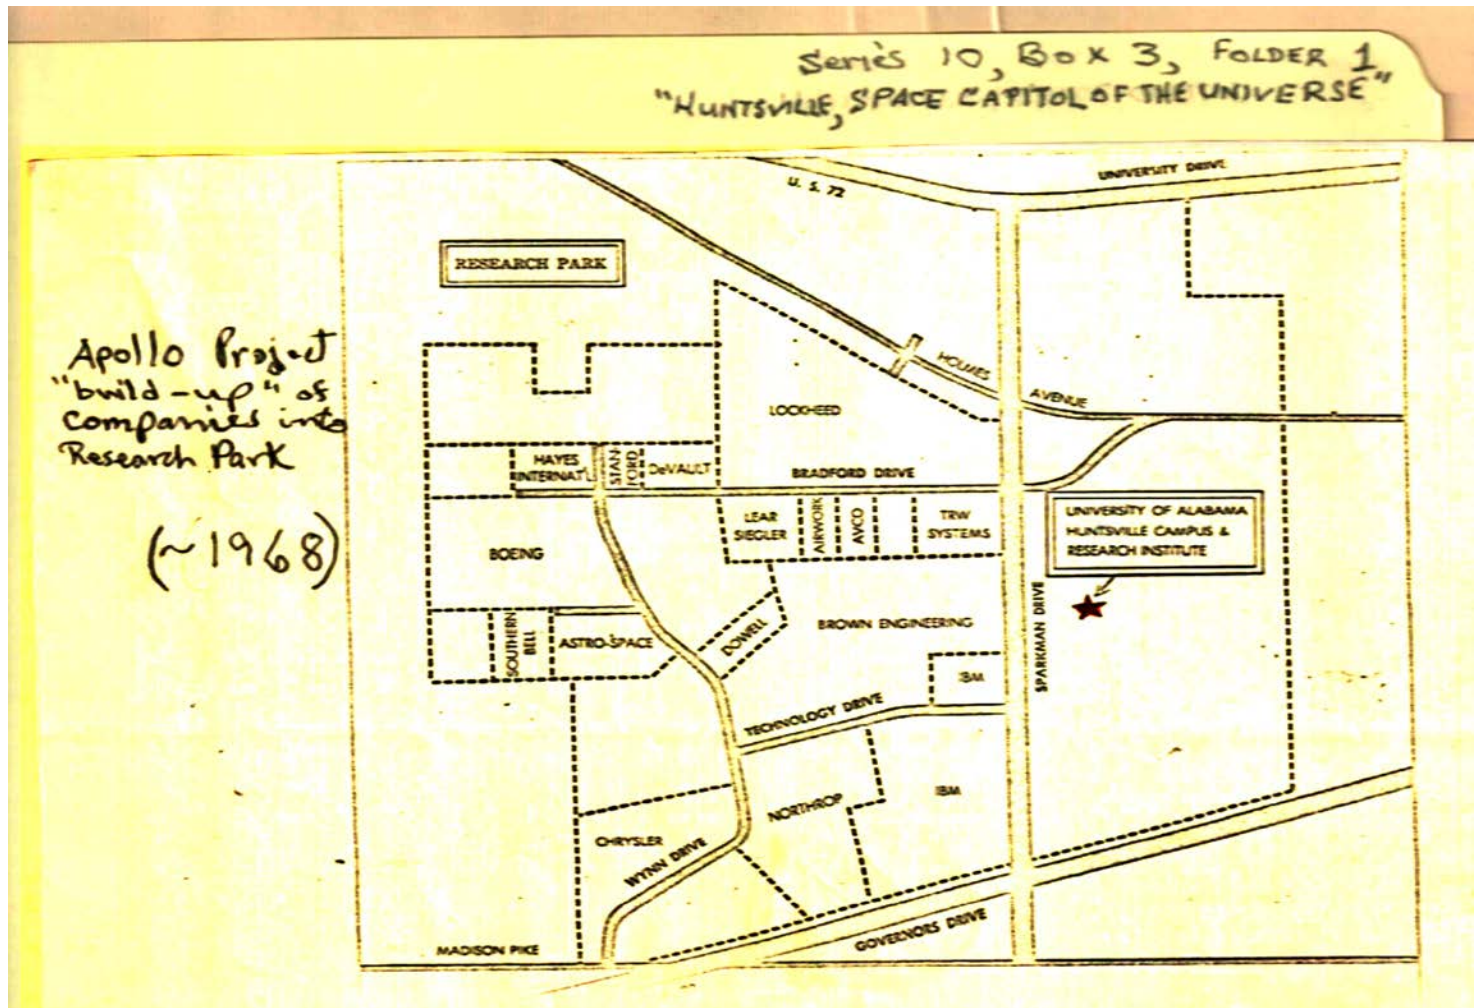 Series 10, Box 3, FOLDER 1
"HUNTSVILLE, SPACE CAPITOL OF THE UNIVERSE"
UNIVERSITY DRIVE
U. S. 72
RESEARCH PARK
Apollo Project
"build-up" of
companies into
Research Park
(~1968)
HOLMES
AVENUE
LOCKHEED
HAYES
INTERNAT'L
STAN-
FORD
DeVAULT
BRADFORD DRIVE
LEAR
SIEGLER
AIRWORK
AVCO
TRW
SYSTEMS
UNIVERSITY OF ALABAMA
HUNTSVILLE CAMPUS &
RESEARCH INSTITUTE
BOEING
SPARKMAN DRIVE
SOUTHERN
BELL
ASTRO-SPACE
DOWELL
BROWN ENGINEERING
IBM
TECHNOLOGY DRIVE
NORTHROP
IBM
CHRYSLER
WYNN DRIVE
MADISON PIKE
GOVERNORS DRIVE